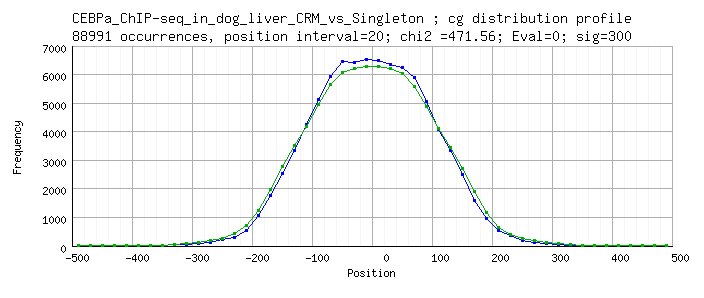 CEBPa_ChIP-seq_in_dog_liver_CRM_vs_Singleton ; cg distribution profile
88991 occurrences, position interval=20; chi2 =471.56; Eval=0; sig=300
7000
6000
5000
4000
3000
2000
1000
0
Frequency
-500 -400 -300 -200 -100 0 100 200 300 400 500
Position